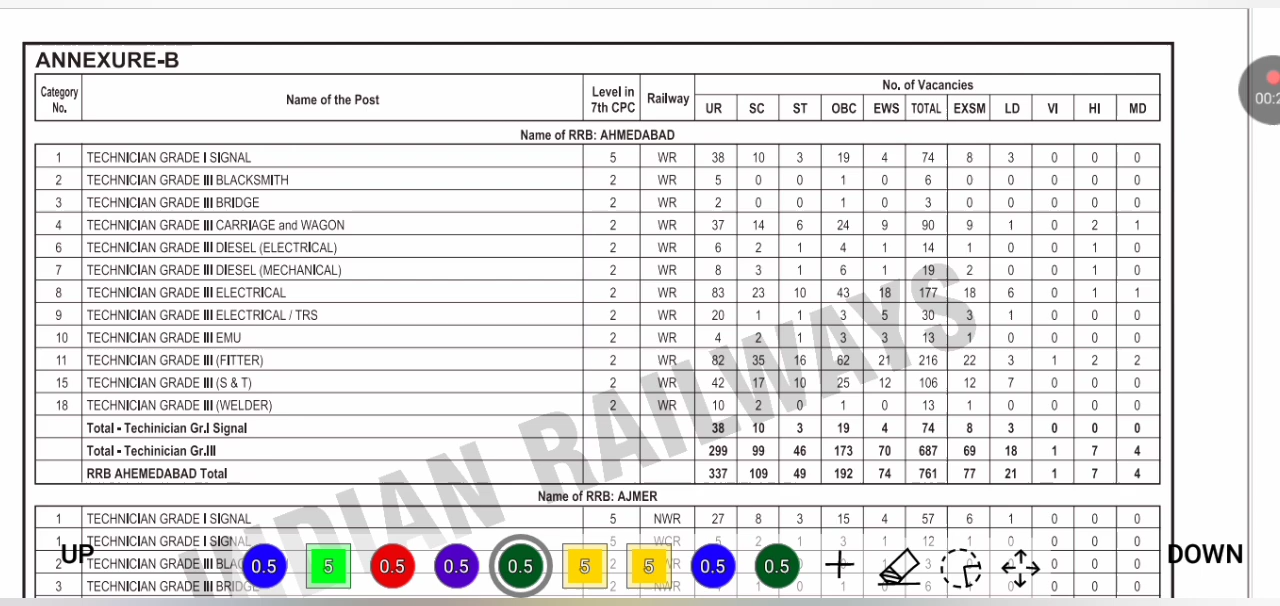 ANNEXURE-B
Category No. Name of the Post Level in 7th CPC Railway No. of Vacancies
UR SC ST OBC EWS TOTAL EXSM LD VI HI MD
Name of RRB: AHMEDABAD
1 TECHNICIAN GRADE I SIGNAL 5 WR 38 10 3 19 4 74 8 3 0 0 0
2 TECHNICIAN GRADE III BLACKSMITH 2 WR 5 0 0 1 0 6 0 0 0 0 0
3 TECHNICIAN GRADE III BRIDGE 2 WR 2 0 0 1 0 3 0 0 0 0 0
4 TECHNICIAN GRADE III CARRIAGE and WAGON 2 WR 37 14 6 24 9 90 9 1 0 2 1
6 TECHNICIAN GRADE III DIESEL (ELECTRICAL) 2 WR 6 2 1 4 1 14 1 0 0 1 0
7 TECHNICIAN GRADE III DIESEL (MECHANICAL) 2 WR 8 3 1 6 1 19 2 0 0 1 0
8 TECHNICIAN GRADE III ELECTRICAL 2 WR 83 23 10 43 18 177 18 6 0 1 1
9 TECHNICIAN GRADE III ELECTRICAL / TRS 2 WR 20 1 1 3 5 30 3 1 0 0 0
10 TECHNICIAN GRADE III EMU 2 WR 4 2 1 3 3 13 1 0 0 0 0
11 TECHNICIAN GRADE III (FITTER) 2 WR 82 35 16 62 21 216 22 3 1 2 2
15 TECHNICIAN GRADE III (S & T) 2 WR 42 17 10 25 12 106 12 7 0 0 0
18 TECHNICIAN GRADE III (WELDER) 2 WR 10 2 0 1 0 13 1 0 0 0 0
Total - Techinician Gr.I Signal 38 10 3 19 4 74 8 3 0 0 0
Total - Techinician Gr.III 299 99 46 173 70 687 69 18 1 7 4
RRB AHEMEDABAD Total 337 109 49 192 74 761 77 21 1 7 4
Name of RRB: AJMER
1 TECHNICIAN GRADE I SIGNAL 5 NWR 27 8 3 15 4 57 6 1 0 0 0
1 TECHNICIAN GRADE I SIGNAL 5 WCR 5 2 1 3 1 12 1 0 0 0 0
2 TECHNICIAN GRADE III 2 3 0 0 0
3 TECHNICIAN GRADE III BRIDGE 2 NWR 1 0 1 0 6 0 0 0 0
INDIAN RAILWAYS
UP
0.5 5 0.5 0.5 0.5 5 5 0.5 0.5
DOWN